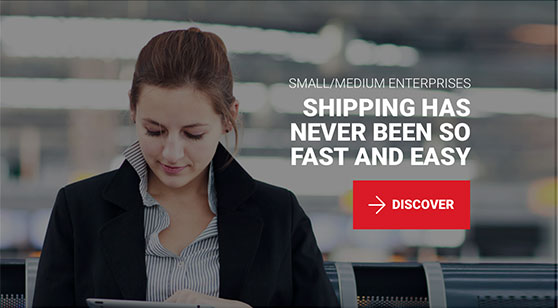 SMALL/MEDIUM ENTERPRISES
SHIPPING HAS
NEVER BEEN SO
FAST AND EASY
DISCOVER